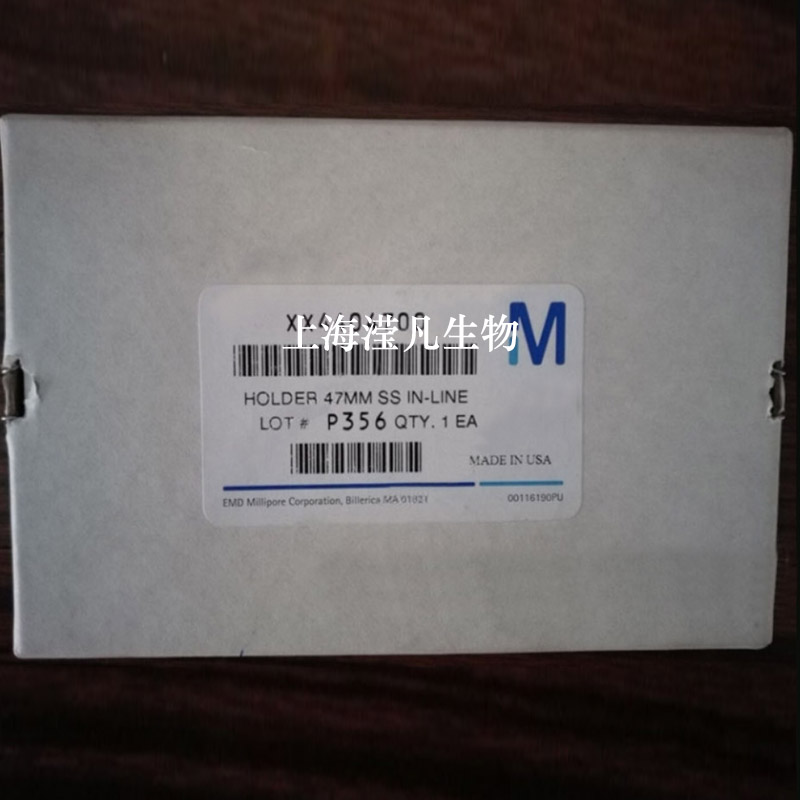 上海滢凡生物
M
HOLDER 47MM SS IN-LINE
LOT # P356 QTY. 1 EA
MADE IN USA
EMD Millipore Corporation, Billerica MA 01821
00116190PU